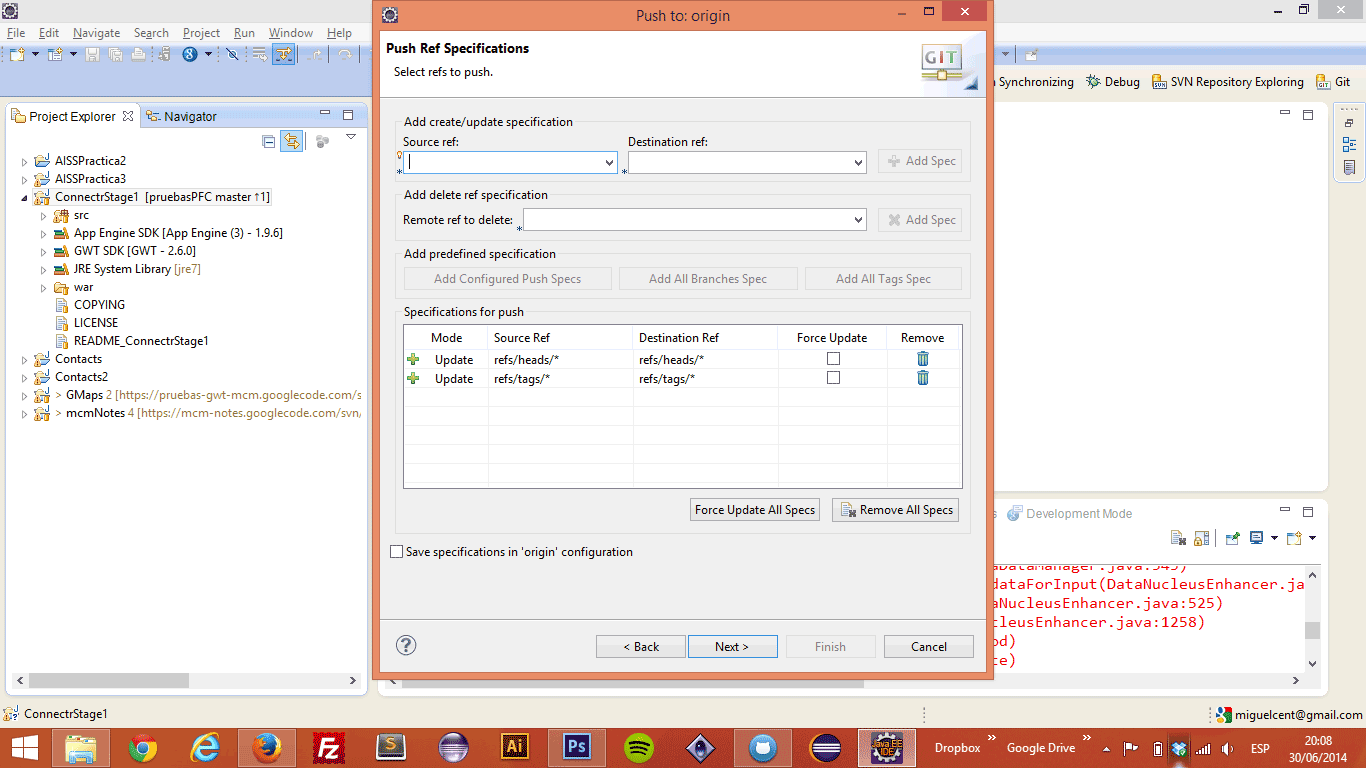 Push to: origin
File Edit Navigate Search Project Run Window Help
Push Ref Specifications
Select refs to push.
GIT
Synchronizing Debug SVN Repository Exploring Git
Project Explorer Navigator
AISSPractica2
AISSPractica3
ConnectrStage1 [pruebasPFC master ↑1]
src
App Engine SDK [App Engine (3) - 1.9.6]
GWT SDK [GWT - 2.6.0]
JRE System Library [jre7]
war
COPYING
LICENSE
README_ConnectrStage1
Contacts
Contacts2
> GMaps 2 [https://pruebas-gwt-mcm.googlecode.com/s
> mcmNotes 4 [https://mcm-notes.googlecode.com/svn/
Add create/update specification
Source ref: Destination ref:
* * Add Spec
Add delete ref specification
Remote ref to delete: * Add Spec
Add predefined specification
Add Configured Push Specs Add All Branches Spec Add All Tags Spec
Specifications for push
Mode Source Ref Destination Ref Force Update Remove
Update refs/heads/* refs/heads/*
Update refs/tags/* refs/tags/*
Force Update All Specs Remove All Specs
Save specifications in 'origin' configuration
? < Back Next > Finish Cancel
Development Mode
dataForInput(DataNucleusEnhancer.ja
aNucleusEnhancer.java:525)
cleusEnhancer.java:1258)
od)
ce)
ConnectrStage1
miguelcent@gmail.com
Fz S Ai Ps Java EE IDE Dropbox » Google Drive » ESP 20:08
30/06/2014